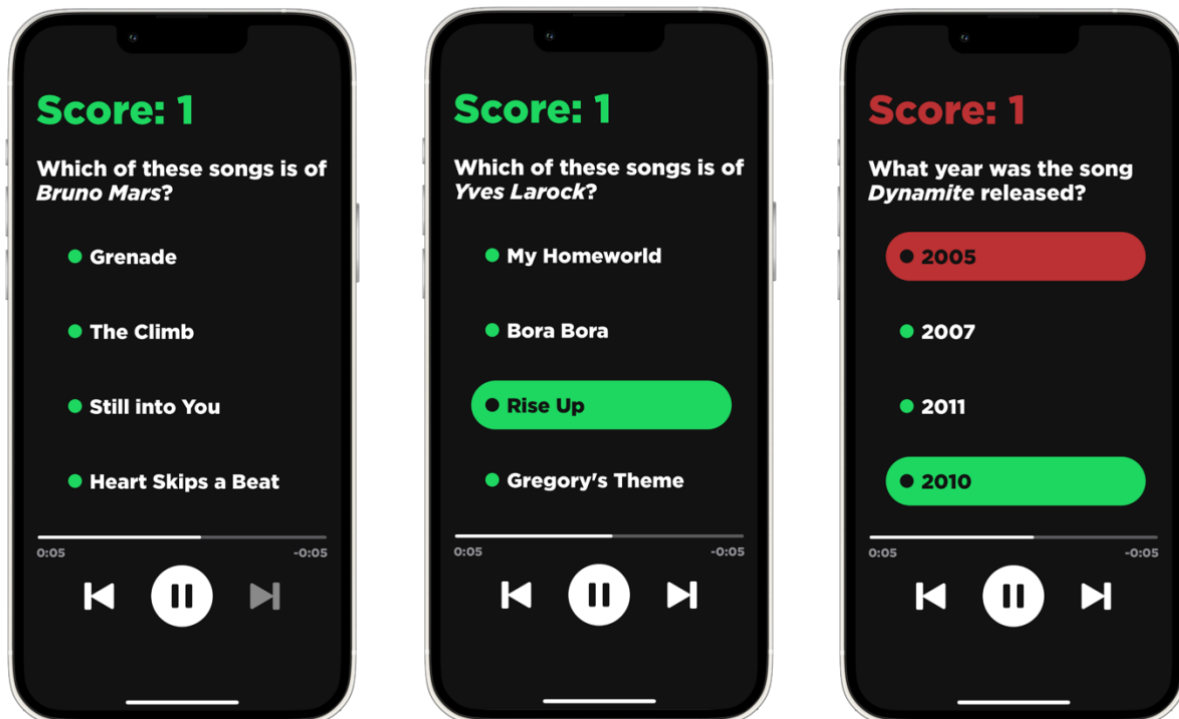 Score: 1
Which of these songs is of
Bruno Mars?
Grenade
The Climb
Still into You
Heart Skips a Beat
0:05
-0:05
Score: 1
Which of these songs is of
Yves Larock?
My Homeworld
Bora Bora
Rise Up
Gregory's Theme
0:05
-0:05
Score: 1
What year was the song
Dynamite released?
2005
2007
2011
2010
0:05
-0:05